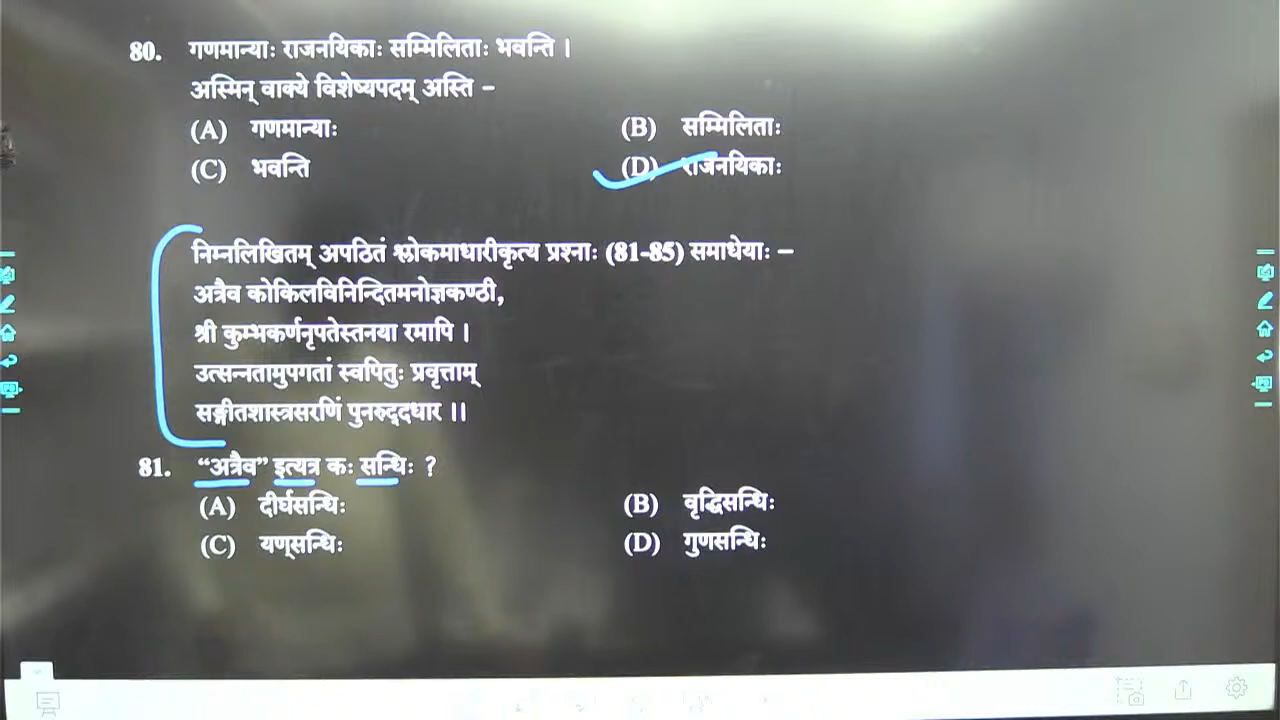 80. गणमान्याः राजनयिकाः सम्मिलिताः भवन्ति ।
अस्मिन् वाक्ये विशेष्यपदम् अस्ति –
(A) गणमान्याः (B) सम्मिलिताः
(C) भवन्ति (D) राजनयिकाः
निम्नलिखितम् अपठितं श्लोकमाधारीकृत्य प्रश्नाः (81-85) समाधेयाः –
अत्रैव कोकिलविनिन्दितमनोज्ञकण्ठी,
श्री कुम्भकर्णनृपतेस्तनया रमापि ।
उत्सन्नतामुपगतां स्वपितुः प्रवृत्ताम्
सङ्गीतशास्त्रसरणिं पुनरुद्दधार ।।
81. “अत्रैव” इत्यत्र कः सन्धिः ?
(A) दीर्घसन्धिः (B) वृद्धिसन्धिः
(C) यण्सन्धिः (D) गुणसन्धिः